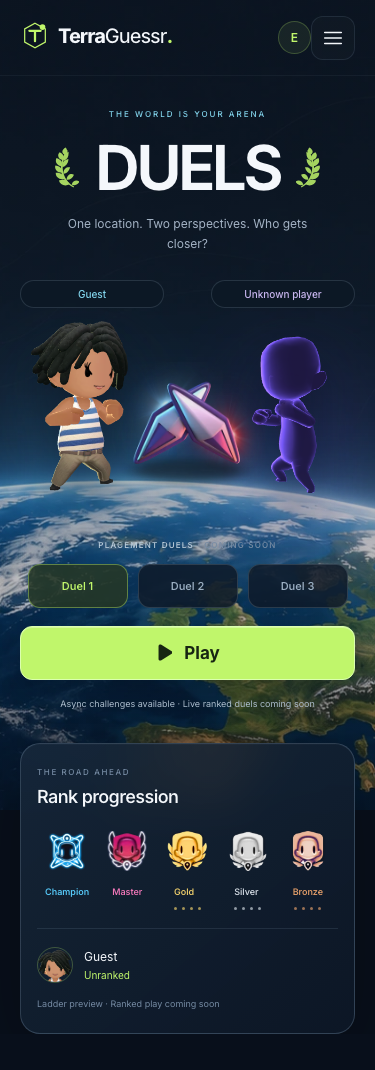 TerraGuessr.
E
THE WORLD IS YOUR ARENA
DUELS
One location. Two perspectives. Who gets
closer?
Guest
Unknown player
PLACEMENT DUELS · COMING SOON
Duel 1
Duel 2
Duel 3
Play
Async challenges available · Live ranked duels coming soon
THE ROAD AHEAD
Rank progression
Champion
Master
Gold
Silver
Bronze
Guest
Unranked
Ladder preview · Ranked play coming soon